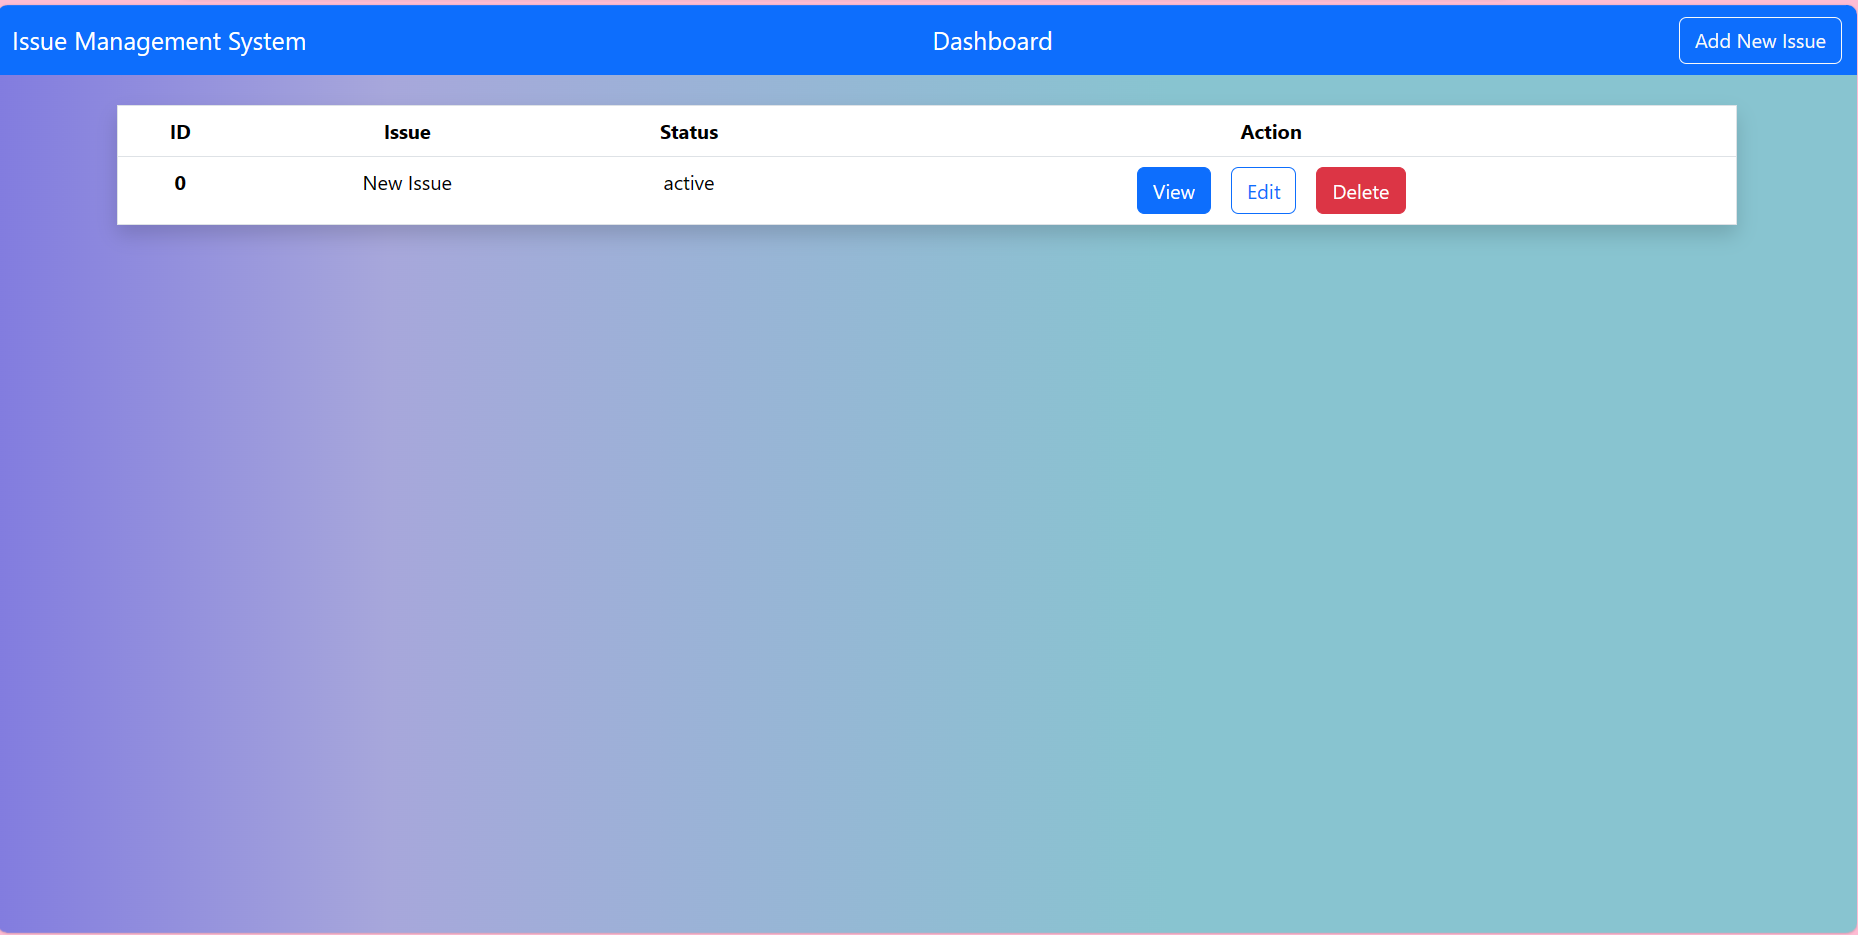 Issue Management System Dashboard Add New Issue
ID Issue Status Action
0 New Issue active View Edit Delete